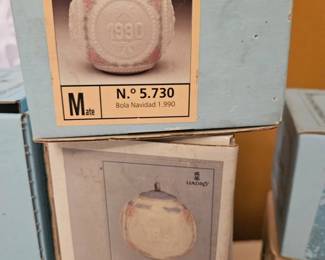 1990
Mate
N.º 5.730
Bola Navidad 1.990
LLADRÓ